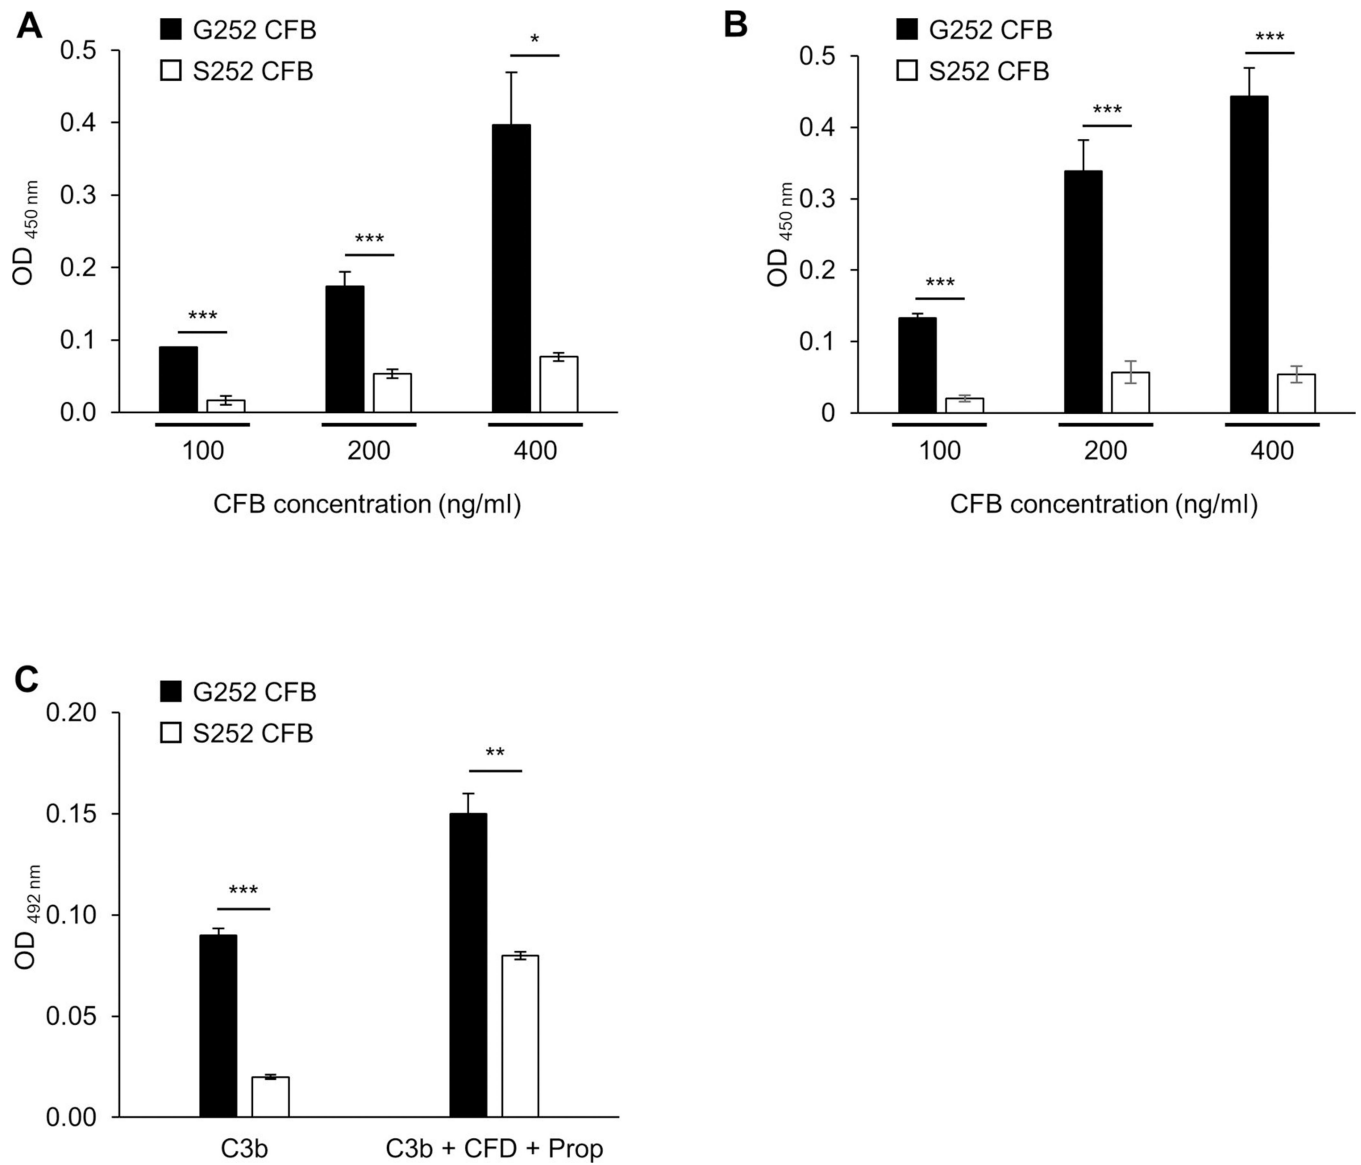 A
G252 CFB
S252 CFB
0.5
0.4
0.3
0.2
0.1
0.0
OD 450 nm
***
***
*
100 200 400
CFB concentration (ng/ml)
B
G252 CFB
S252 CFB
0.5
0.4
0.3
0.2
0.1
0
OD 450 nm
***
***
***
100 200 400
CFB concentration (ng/ml)
C
G252 CFB
S252 CFB
0.20
0.15
0.10
0.05
0.00
OD 492 nm
***
**
C3b C3b + CFD + Prop